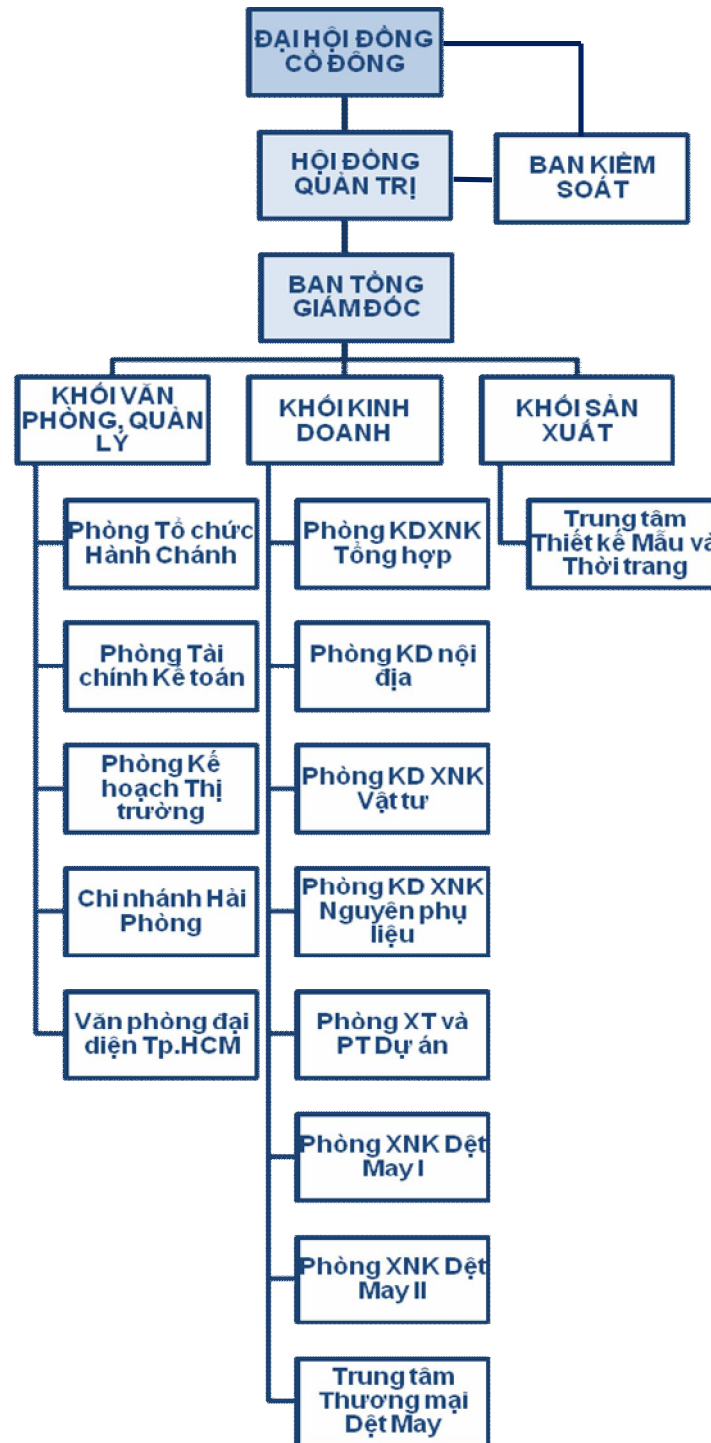 ĐẠI HỘI ĐỒNG
CỔ ĐÔNG
HỘI ĐỒNG
QUẢN TRỊ
BAN KIỂM
SOÁT
BAN TỔNG
GIÁM ĐỐC
KHỐI VĂN
PHÒNG, QUẢN
LÝ
Phòng Tổ chức
Hành Chánh
Phòng Tài
chính Kế toán
Phòng Kế
hoạch Thị
trường
Chi nhánh Hải
Phòng
Văn phòng đại
diện Tp.HCM
KHỐI KINH
DOANH
Phòng KDXNK
Tổng hợp
Phòng KD nội
địa
Phòng KD XNK
Vật tư
Phòng KD XNK
Nguyên phụ
liệu
Phòng XT và
PT Dự án
Phòng XNK Dệt
May I
Phòng XNK Dệt
May II
Trung tâm
Thương mại
Dệt May
KHỐI SẢN
XUẤT
Trung tâm
Thiết kế Mẫu và
Thời trang